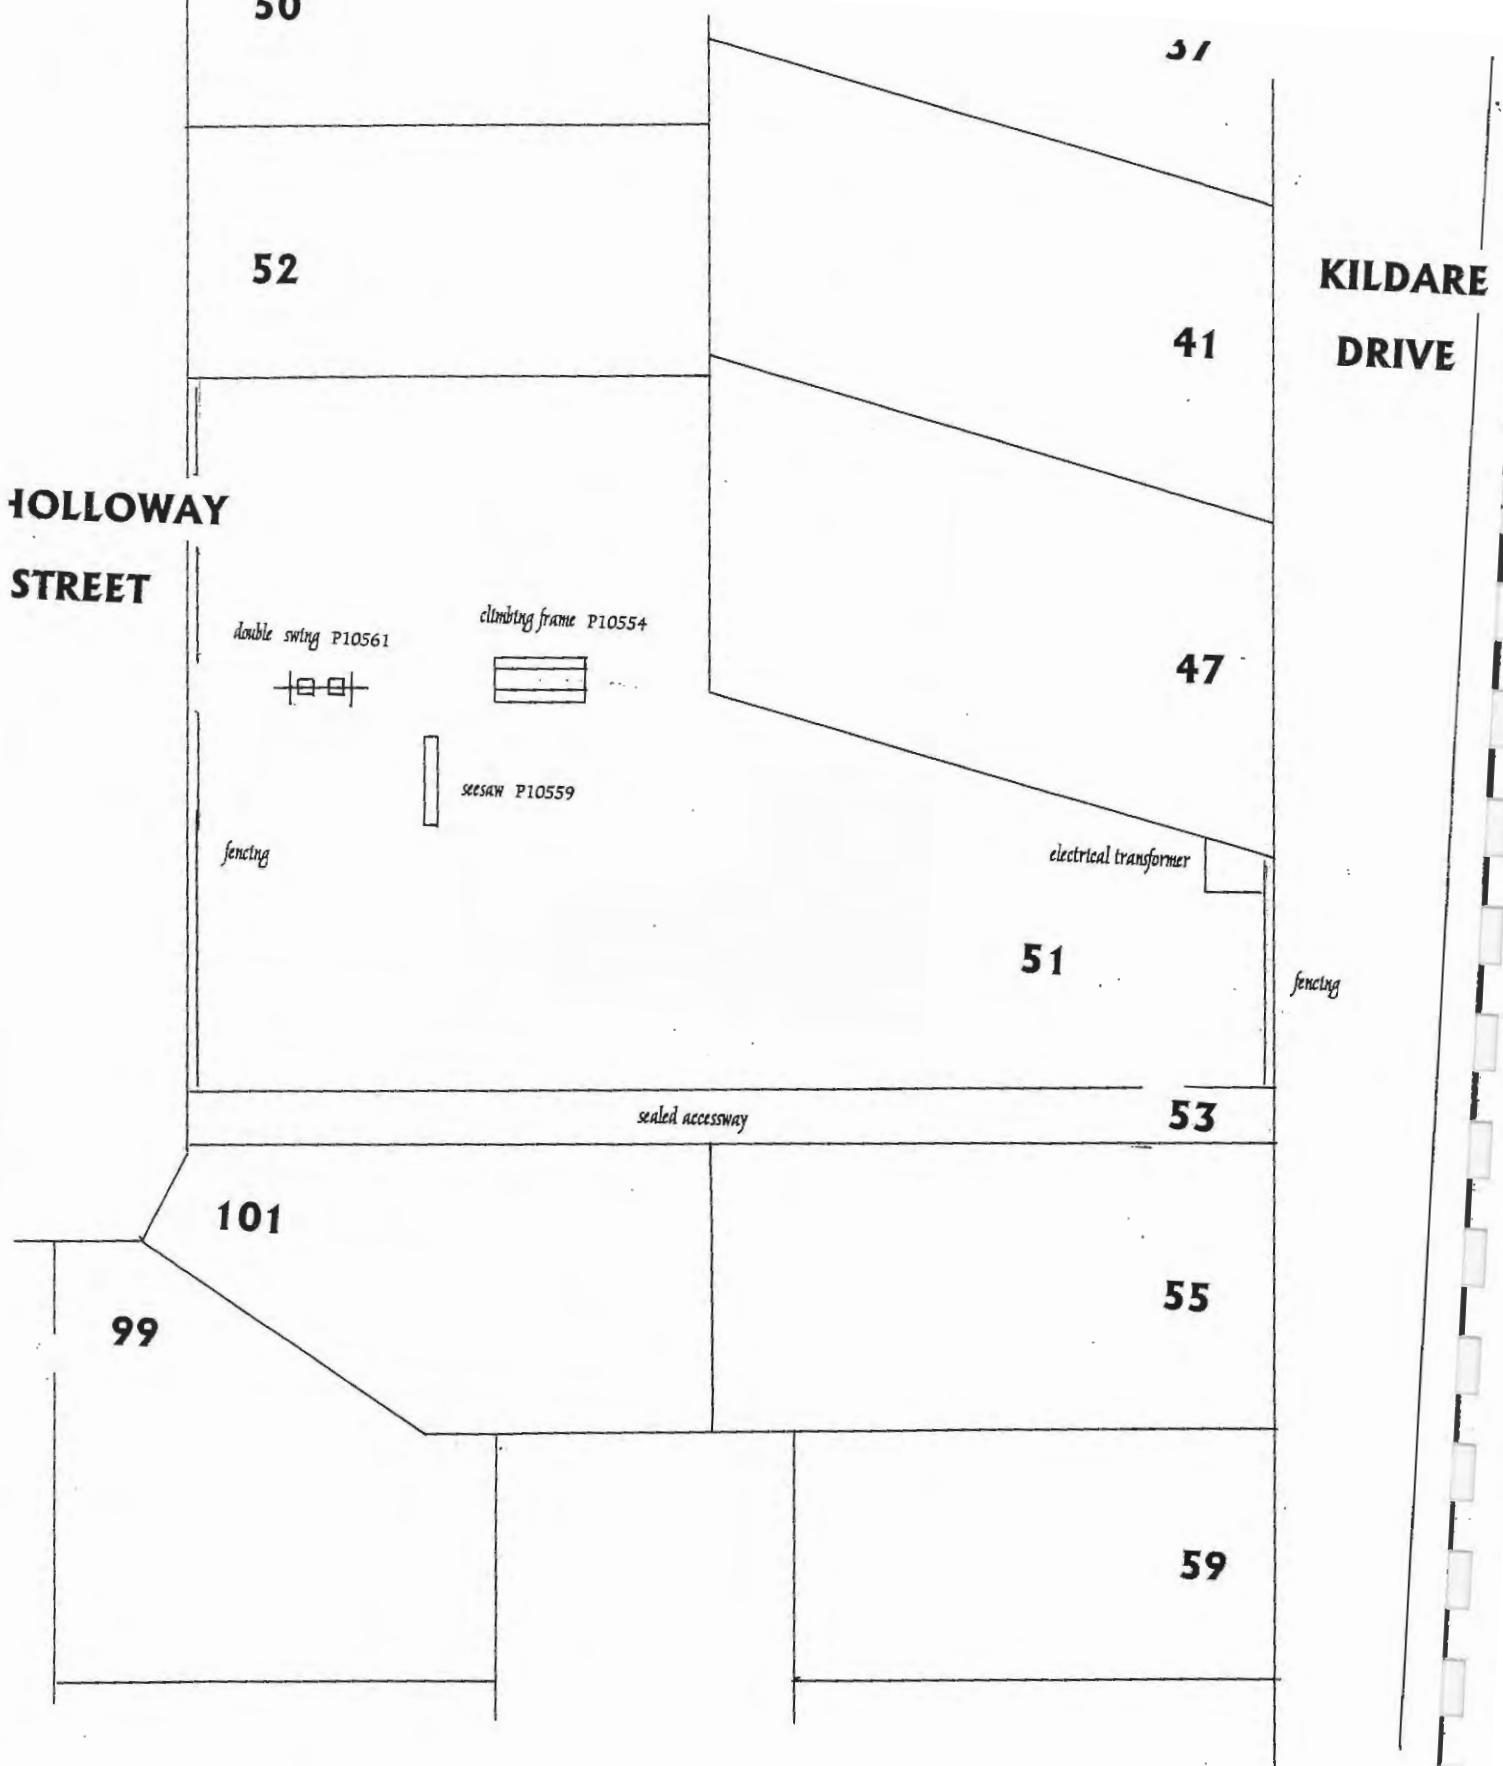 50
37
52
KILDARE
DRIVE
41
HOLLOWAY
STREET
double swing P10561
climbing frame P10554
47
seesaw P10559
fencing
electrical transformer
51
fencing
sealed accessway
53
101
55
99
59